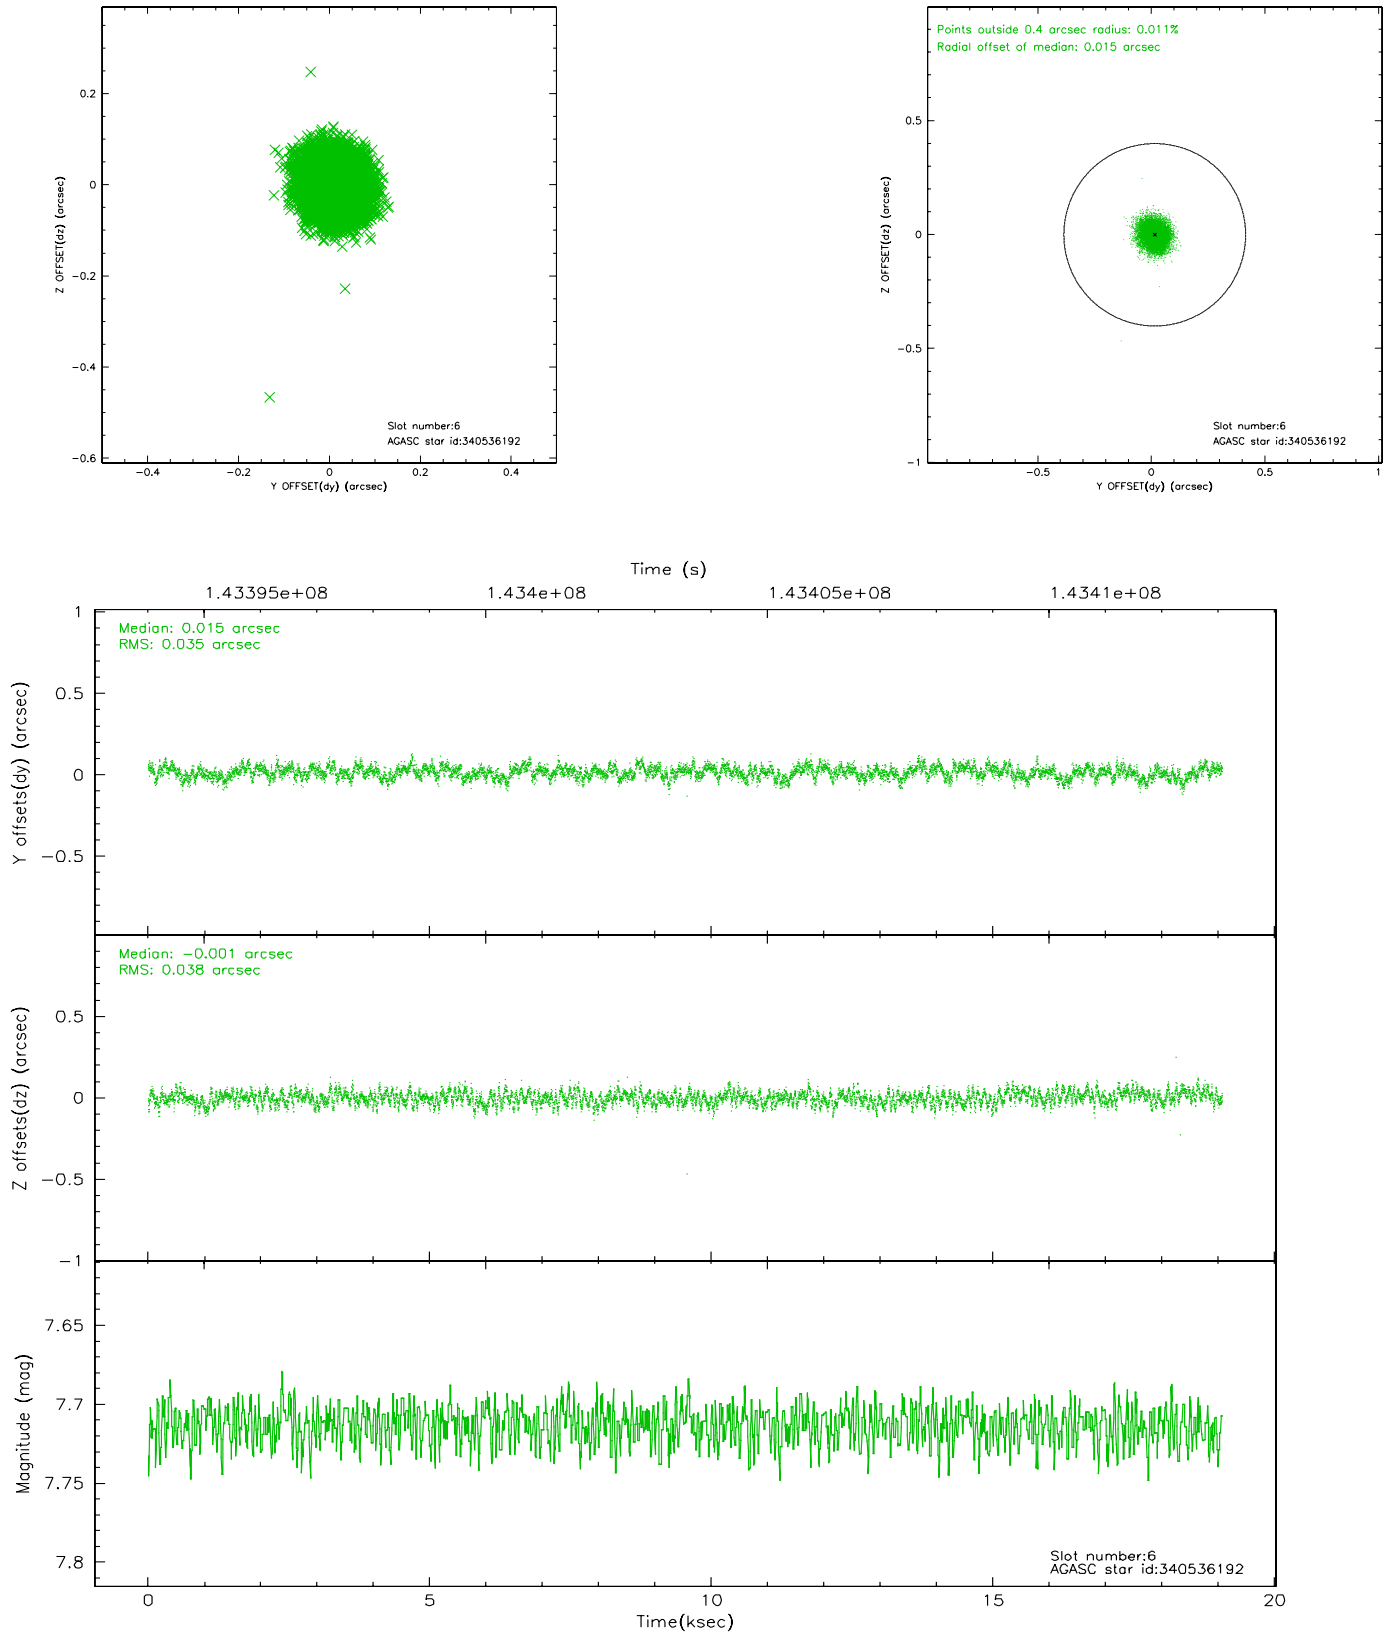 0.2
0
−0.2
−0.4
−0.6
Z OFFSET(dz) (arcsec)
−0.4
−0.2
0
0.2
0.4
Y OFFSET(dy) (arcsec)
Slot number:6
AGASC star id:340536192
Points outside 0.4 arcsec radius: 0.011%
Radial offset of median: 0.015 arcsec
0.5
0
−0.5
−1
Z OFFSET(dz) (arcsec)
−0.5
0
0.5
1
Y OFFSET(dy) (arcsec)
Slot number:6
AGASC star id:340536192
Time (s)
1.43395e+08
1.434e+08
1.43405e+08
1.4341e+08
Median: 0.015 arcsec
RMS: 0.035 arcsec
1
0.5
0
−0.5
Y offsets(dy) (arcsec)
Median: −0.001 arcsec
RMS: 0.038 arcsec
0.5
0
−0.5
−1
Z offsets(dz) (arcsec)
7.65
7.7
7.75
7.8
Magnitude (mag)
Slot number:6
AGASC star id:340536192
0
5
10
15
20
Time(ksec)